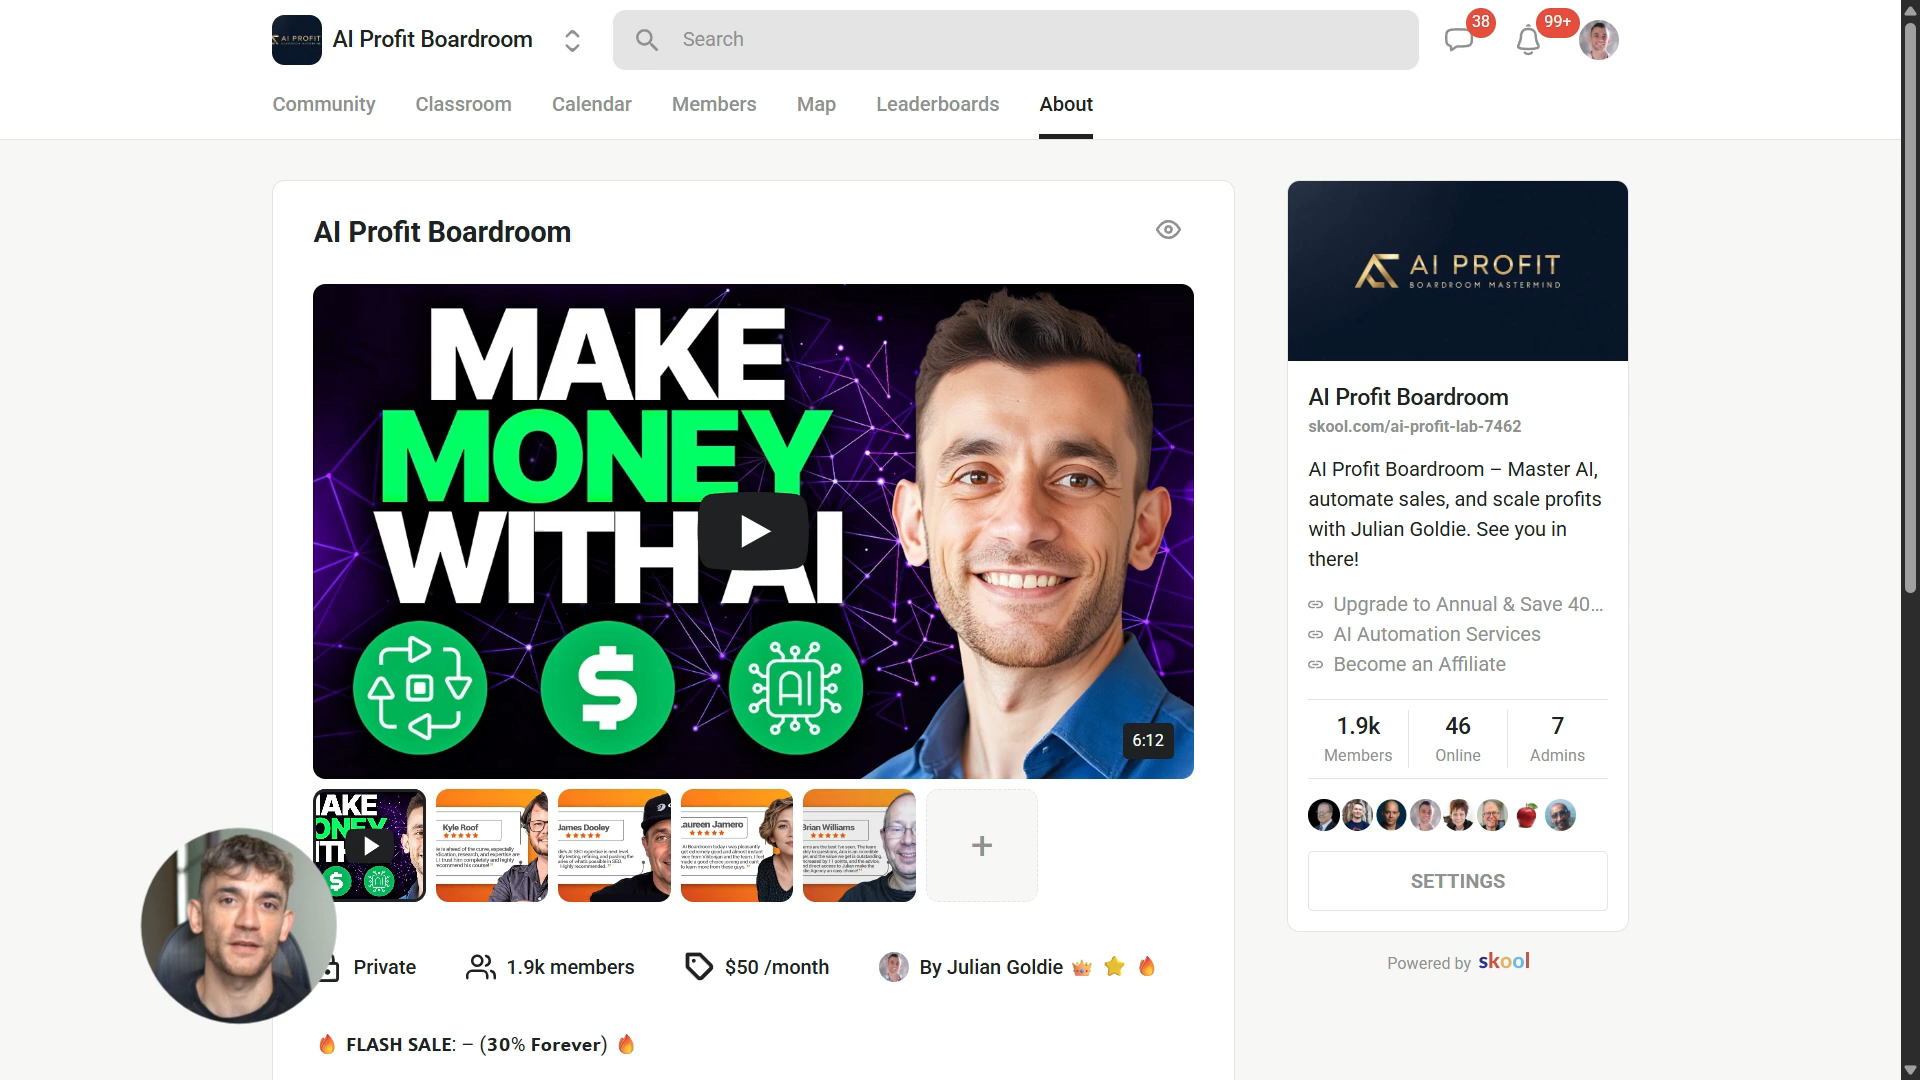 AI PROFIT
AI Profit Boardroom
Search
38
99+
Community
Classroom
Calendar
Members
Map
Leaderboards
About
AI Profit Boardroom
MAKE
MONEY
WITH AI
6:12
Kyle Roof
James Dooley
Laureen Jamero
Brian Williams
+
Private
1.9k members
$50 /month
By Julian Goldie 👑 ⭐ 🔥
🔥 FLASH SALE: – (30% Forever) 🔥
AI PROFIT
BOARDROOM MASTERMIND
AI Profit Boardroom
skool.com/ai-profit-lab-7462
AI Profit Boardroom – Master AI,
automate sales, and scale profits
with Julian Goldie. See you in
there!
Upgrade to Annual & Save 40...
AI Automation Services
Become an Affiliate
1.9k
Members
46
Online
7
Admins
SETTINGS
Powered by skool